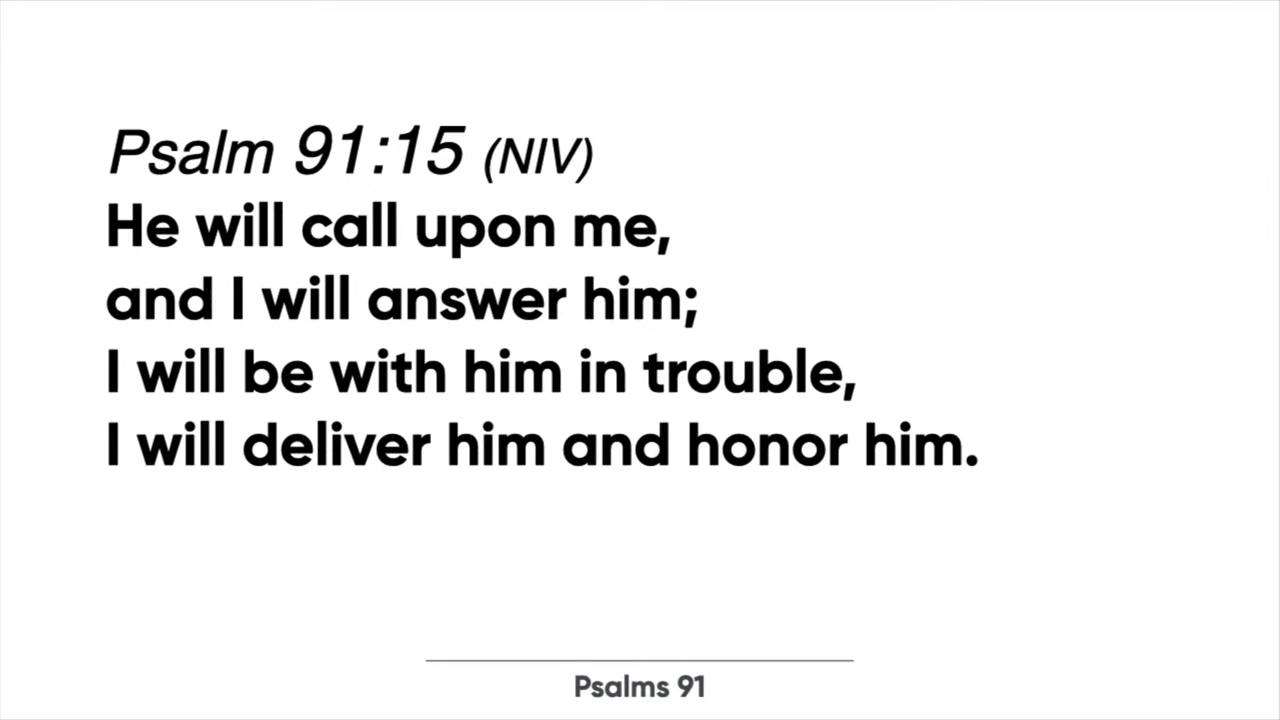 Psalm 91:15 (NIV)
He will call upon me,
and I will answer him;
I will be with him in trouble,
I will deliver him and honor him.
Psalms 91